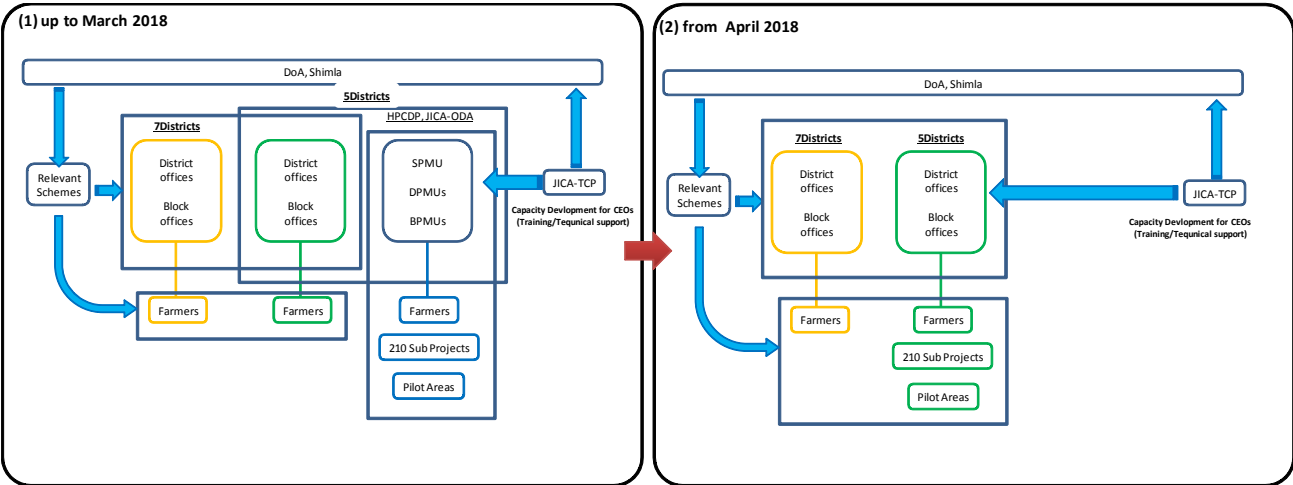 (1) up to March 2018
DoA, Shimla
5Districts
HPCDP, JICA-ODA
7Districts
District
offices
Block
offices
District
offices
Block
offices
SPMU
DPMUs
BPMUs
Relevant
Schemes
JICA-TCP
Capacity Devlopment for CEOs
(Training/Tequnical support)
Farmers
Farmers
Farmers
210 Sub Projects
Pilot Areas
(2) from April 2018
DoA, Shimla
7Districts
5Districts
District
offices
Block
offices
District
offices
Block
offices
Relevant
Schemes
JICA-TCP
Capacity Devlopment for CEOs
(Training/Tequnical support)
Farmers
Farmers
210 Sub Projects
Pilot Areas